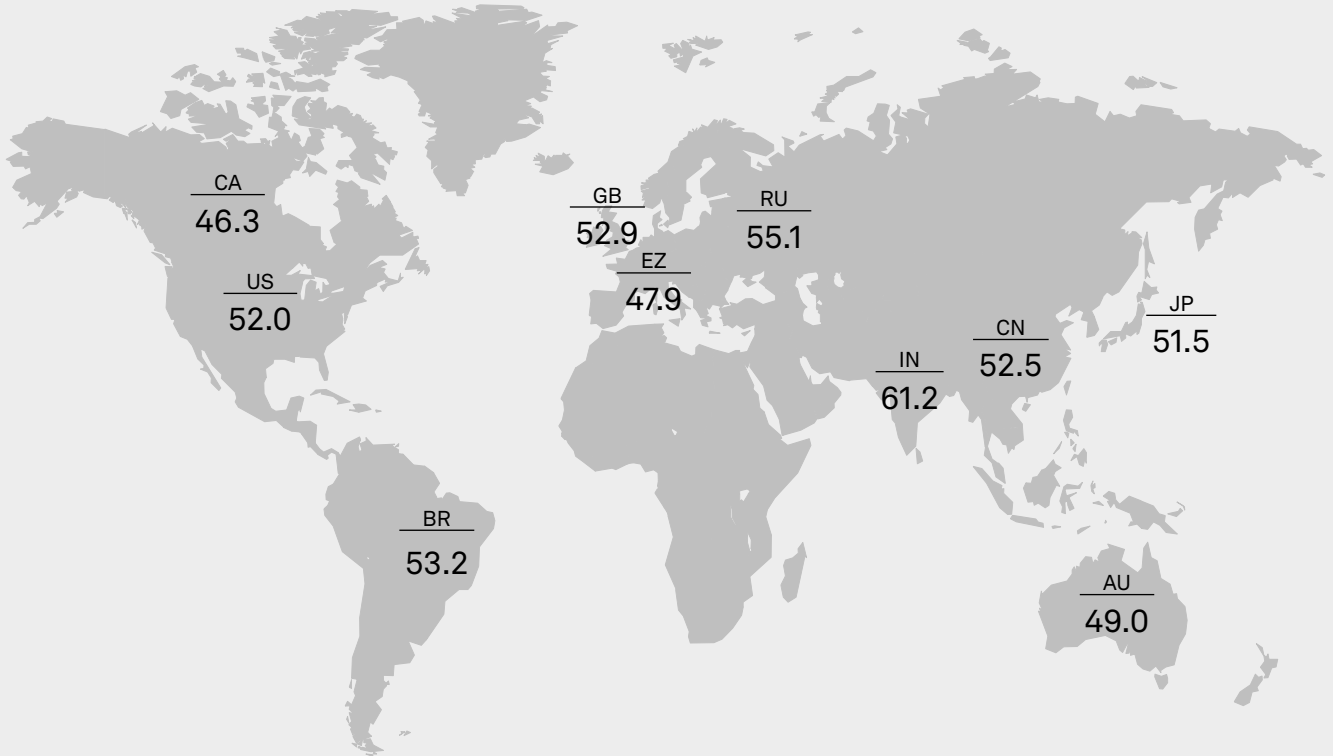 CA
46.3
GB
52.9
RU
55.1
EZ
47.9
US
52.0
JP
51.5
CN
52.5
IN
61.2
BR
53.2
AU
49.0